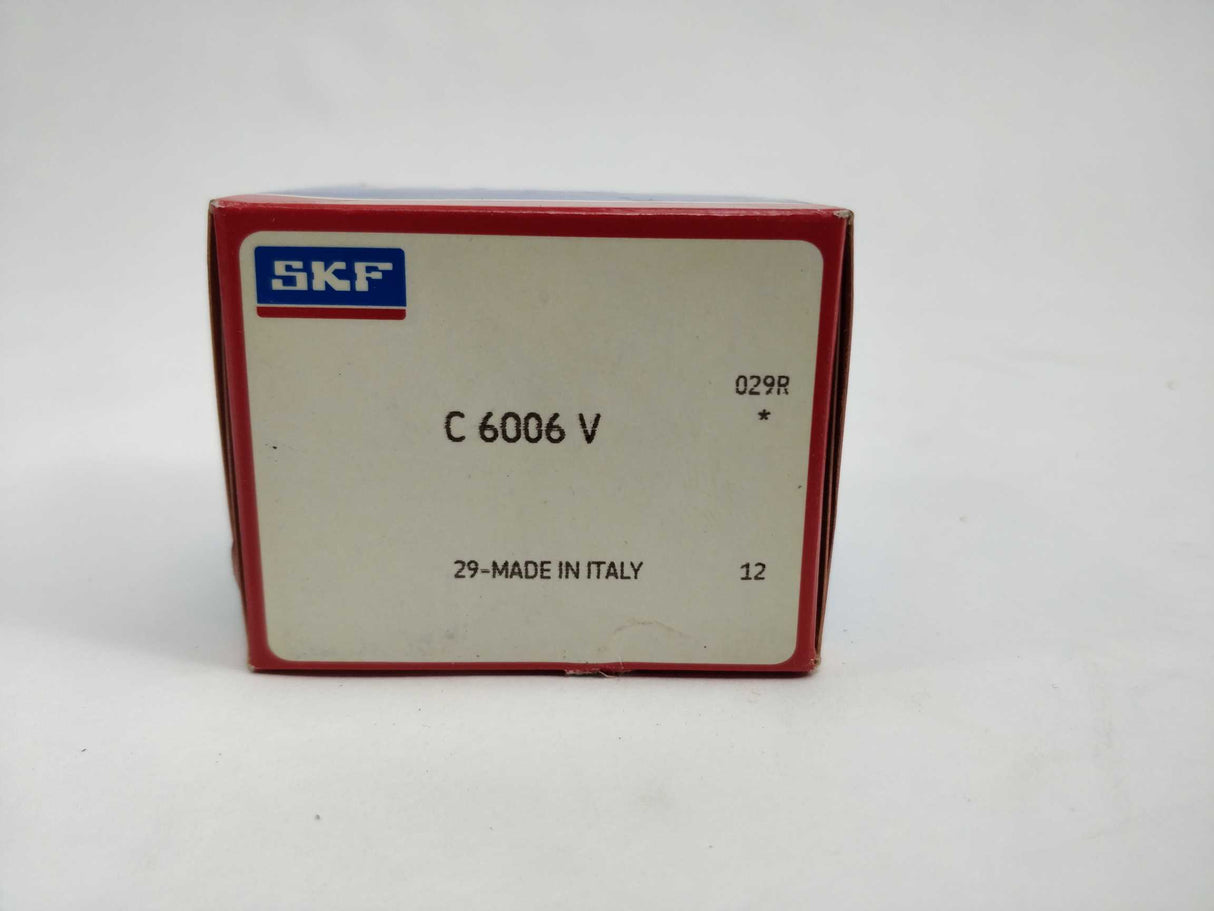 SKF
029R
*
C 6006 V
29-MADE IN ITALY 12